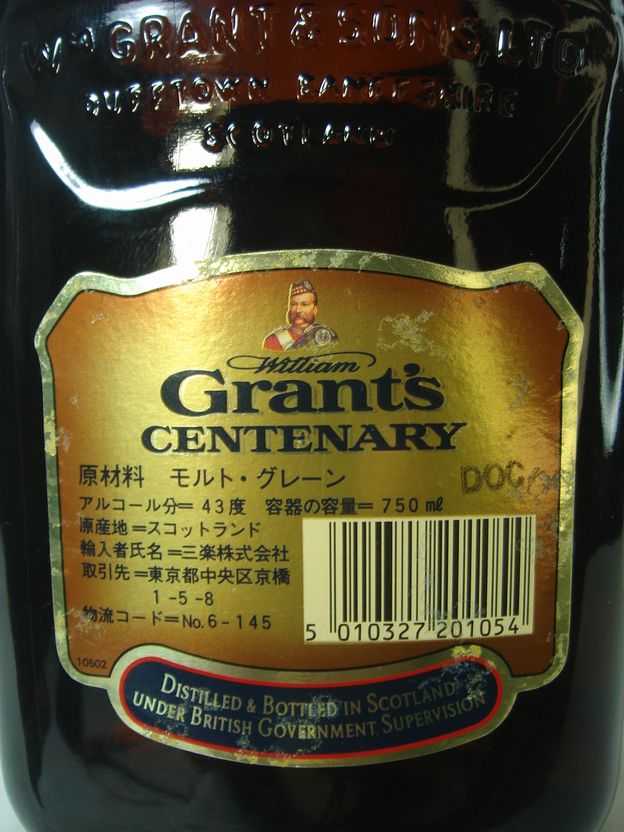 WM GRANT & SONS, LTD
DUFFTOWN BANFFSHIRE
SCOTLAND
William
Grant's
CENTENARY
原材料 モルト・グレーン
DOC
アルコール分=43度 容器の容量=750㎖
原産地=スコットランド
輸入者氏名=三楽株式会社
取引先=東京都中央区京橋
1-5-8
物流コード=No.6-145
5 010327 201054
10502
DISTILLED & BOTTLED IN SCOTLAND
UNDER BRITISH GOVERNMENT SUPERVISION